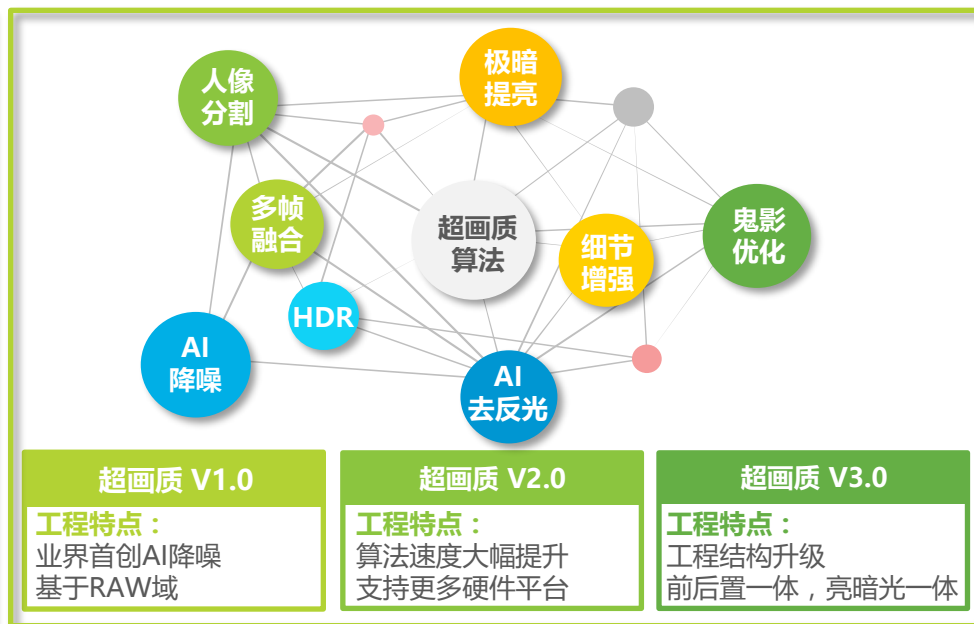 人像
分割
极暗
提亮
多帧
融合
超画质
算法
细节
增强
鬼影
优化
HDR
AI
降噪
AI
去反光
超画质 V1.0
工程特点：
业界首创AI降噪
基于RAW域
超画质 V2.0
工程特点：
算法速度大幅提升
支持更多硬件平台
超画质 V3.0
工程特点：
工程结构升级
前后置一体，亮暗光一体